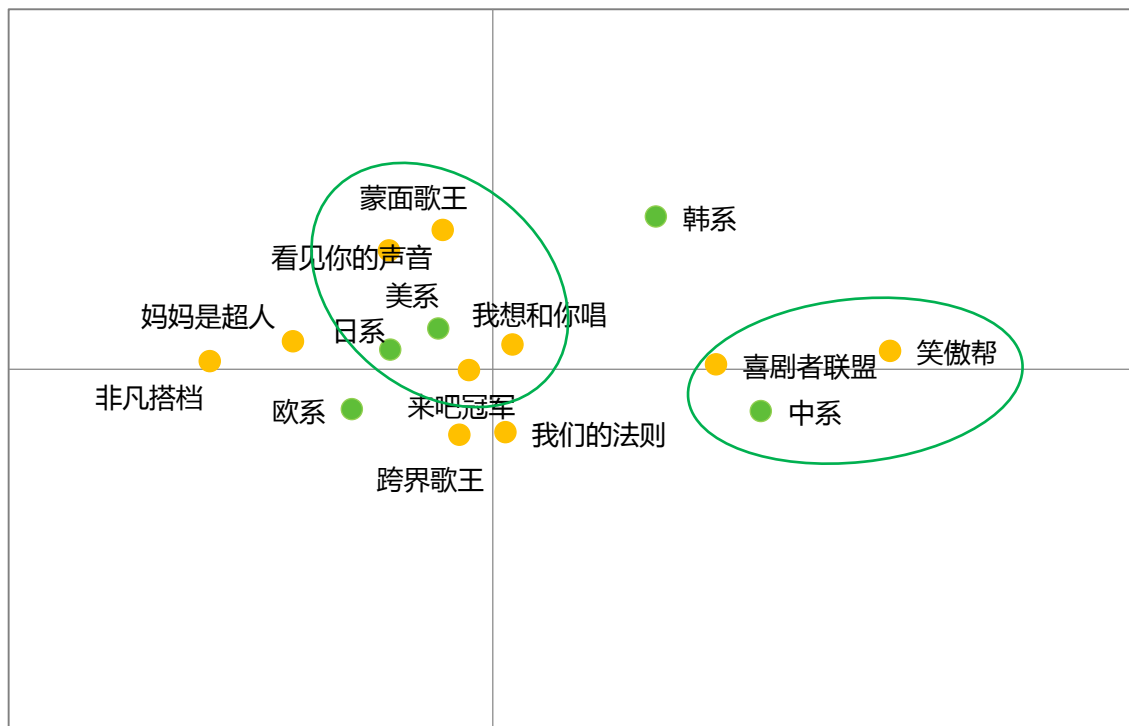 蒙面歌王
韩系
看见你的声音
美系
妈妈是超人
日系
我想和你唱
笑傲帮
喜剧者联盟
非凡搭档
欧系
来吧冠军
中系
我们的法则
跨界歌王